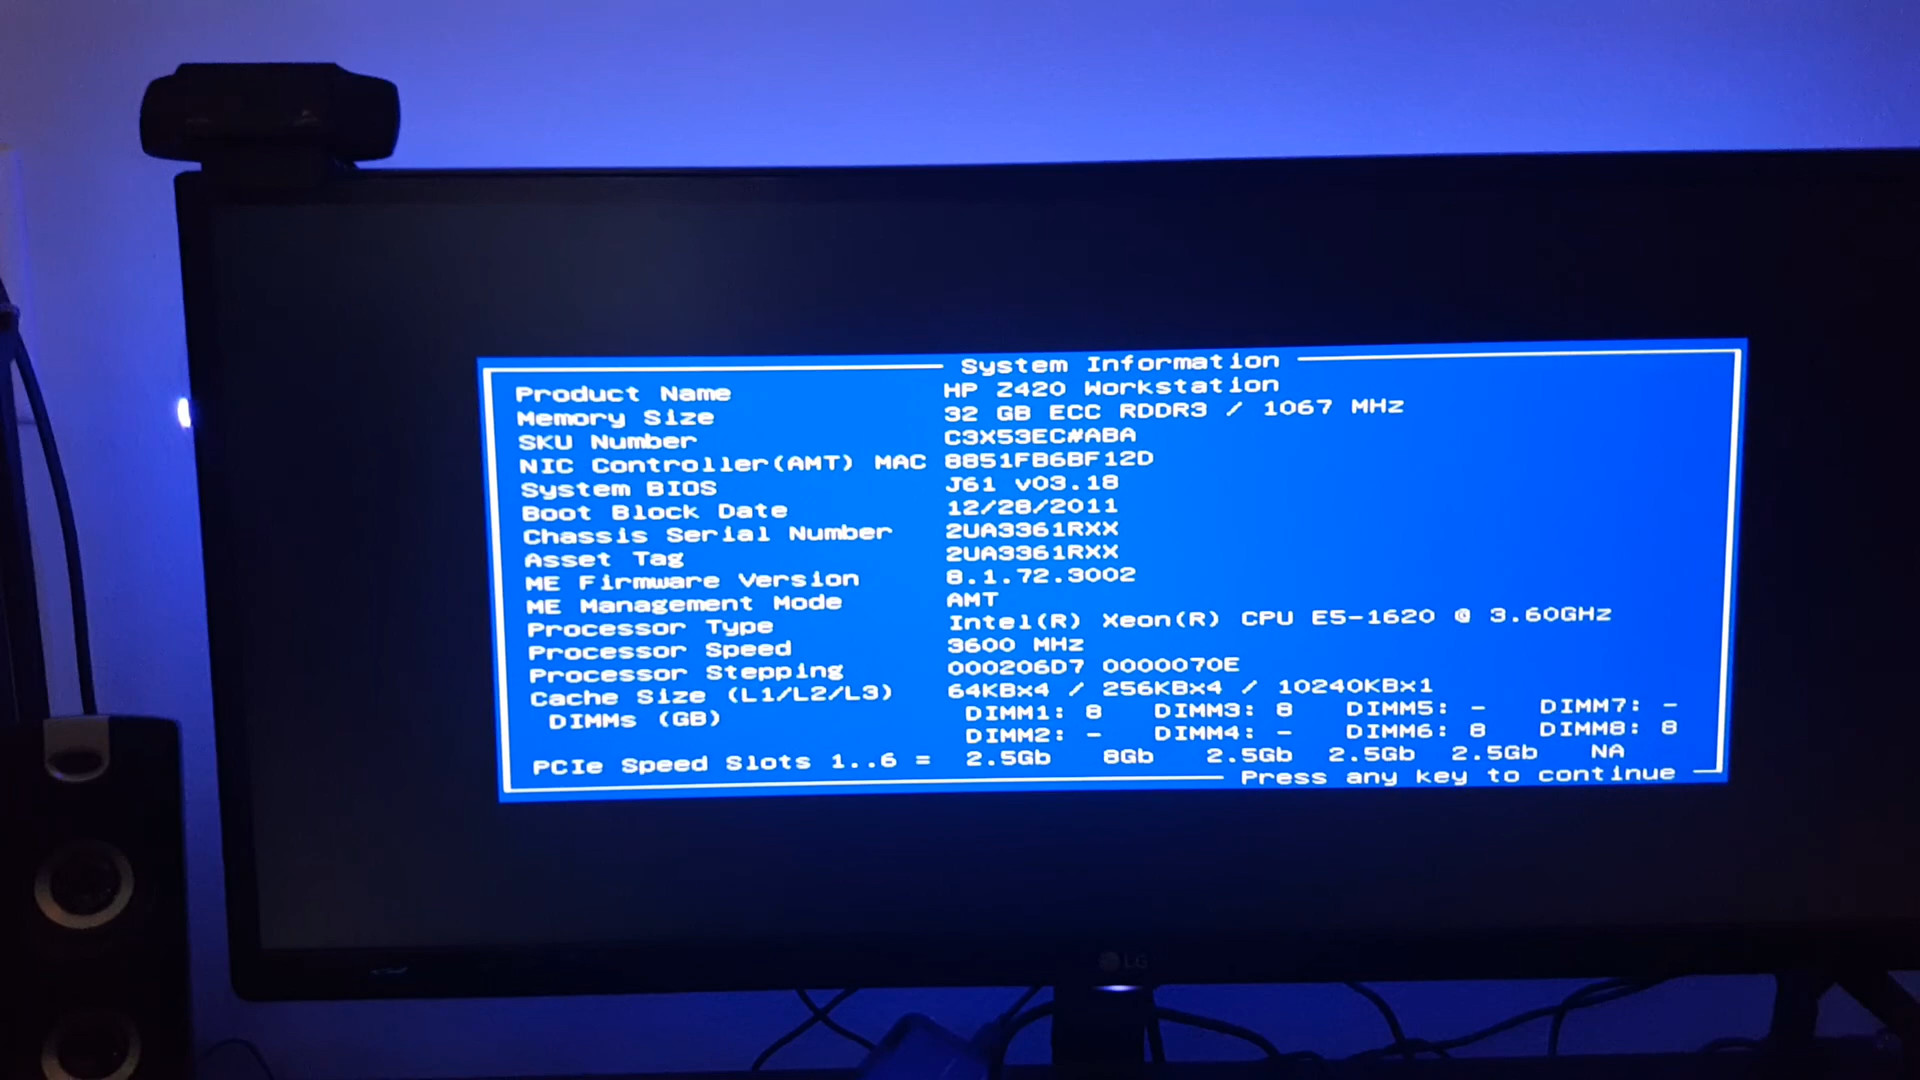 System Information
Product Name HP Z420 Workstation
Memory Size 32 GB ECC RDDR3 / 1067 MHz
SKU Number C3X53EC#ABA
NIC Controller(AMT) MAC 8851FB6BF12D
System BIOS J61 v03.18
Boot Block Date 12/28/2011
Chassis Serial Number 2UA3361RXX
Asset Tag 2UA3361RXX
ME Firmware Version 8.1.72.3002
ME Management Mode AMT
Processor Type Intel(R) Xeon(R) CPU E5-1620 @ 3.60GHz
Processor Speed 3600 MHz
Processor Stepping 000206D7 0000070E
Cache Size (L1/L2/L3) 64KBx4 / 256KBx4 / 10240KBx1
DIMMs (GB) DIMM1: 8 DIMM3: 8 DIMM5: - DIMM7: -
DIMM2: - DIMM4: - DIMM6: 8 DIMM8: 8
PCIe Speed Slots 1..6 = 2.5Gb 8Gb 2.5Gb 2.5Gb 2.5Gb NA
Press any key to continue
LG